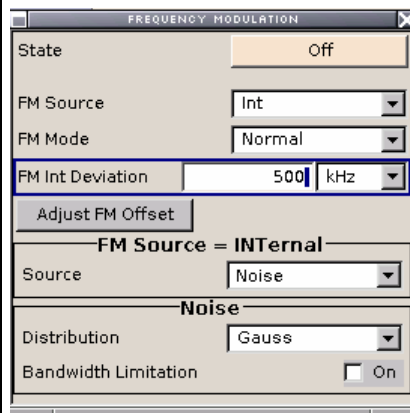 FREQUENCY MODULATION
State Off
FM Source Int
FM Mode Normal
FM Int Deviation 500 kHz
Adjust FM Offset
FM Source = INTernal
Source Noise
Noise
Distribution Gauss
Bandwidth Limitation On